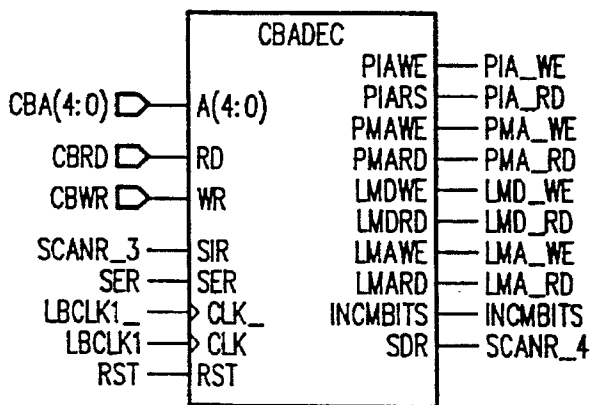 CBADEC
PIAWE PIA_WE
CBA(4:0) A(4:0) PIARS PIA_RD
PMAWE PMA_WE
CBRD RD PMARD PMA_RD
CBWR WR LMDWE LMD_WE
LMDRD LMD_RD
SCANR_3 SIR LMAWE LMA_WE
SER SER LMARD LMA_RD
LBCLK1_ CLK_ INCMBITS INCMBITS
LBCLK1 CLK SDR SCANR_4
RST RST